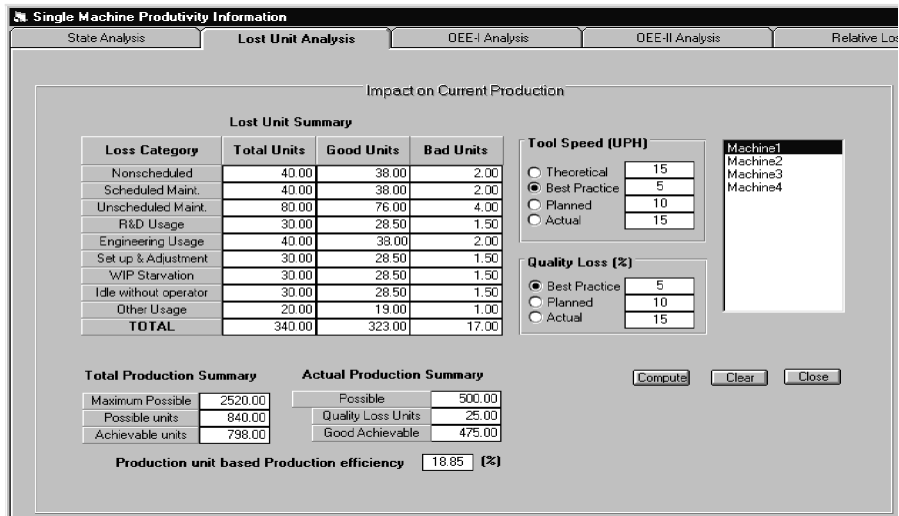 Single Machine Produtivity Information
State Analysis Lost Unit Analysis OEE-I Analysis OEE-II Analysis Relative Los
Impact on Current Production
Lost Unit Summary
Loss Category Total Units Good Units Bad Units
Nonscheduled 40.00 38.00 2.00
Scheduled Maint. 40.00 38.00 2.00
Unscheduled Maint. 80.00 76.00 4.00
R&D Usage 30.00 28.50 1.50
Engineering Usage 40.00 38.00 2.00
Set up & Adjustment 30.00 28.50 1.50
WIP Starvation 30.00 28.50 1.50
Idle without operator 30.00 28.50 1.50
Other Usage 20.00 19.00 1.00
TOTAL 340.00 323.00 17.00
Tool Speed (UPH)
Theoretical 15
Best Practice 5
Planned 10
Actual 15
Quality Loss (%)
Best Practice 5
Planned 10
Actual 15
Machine1
Machine2
Machine3
Machine4
Total Production Summary
Maximum Possible 2520.00
Possible units 840.00
Achievable units 798.00
Actual Production Summary
Possible 500.00
Quality Loss Units 25.00
Good Achievable 475.00
Compute Clear Close
Production unit based Production efficiency 18.85 (%)